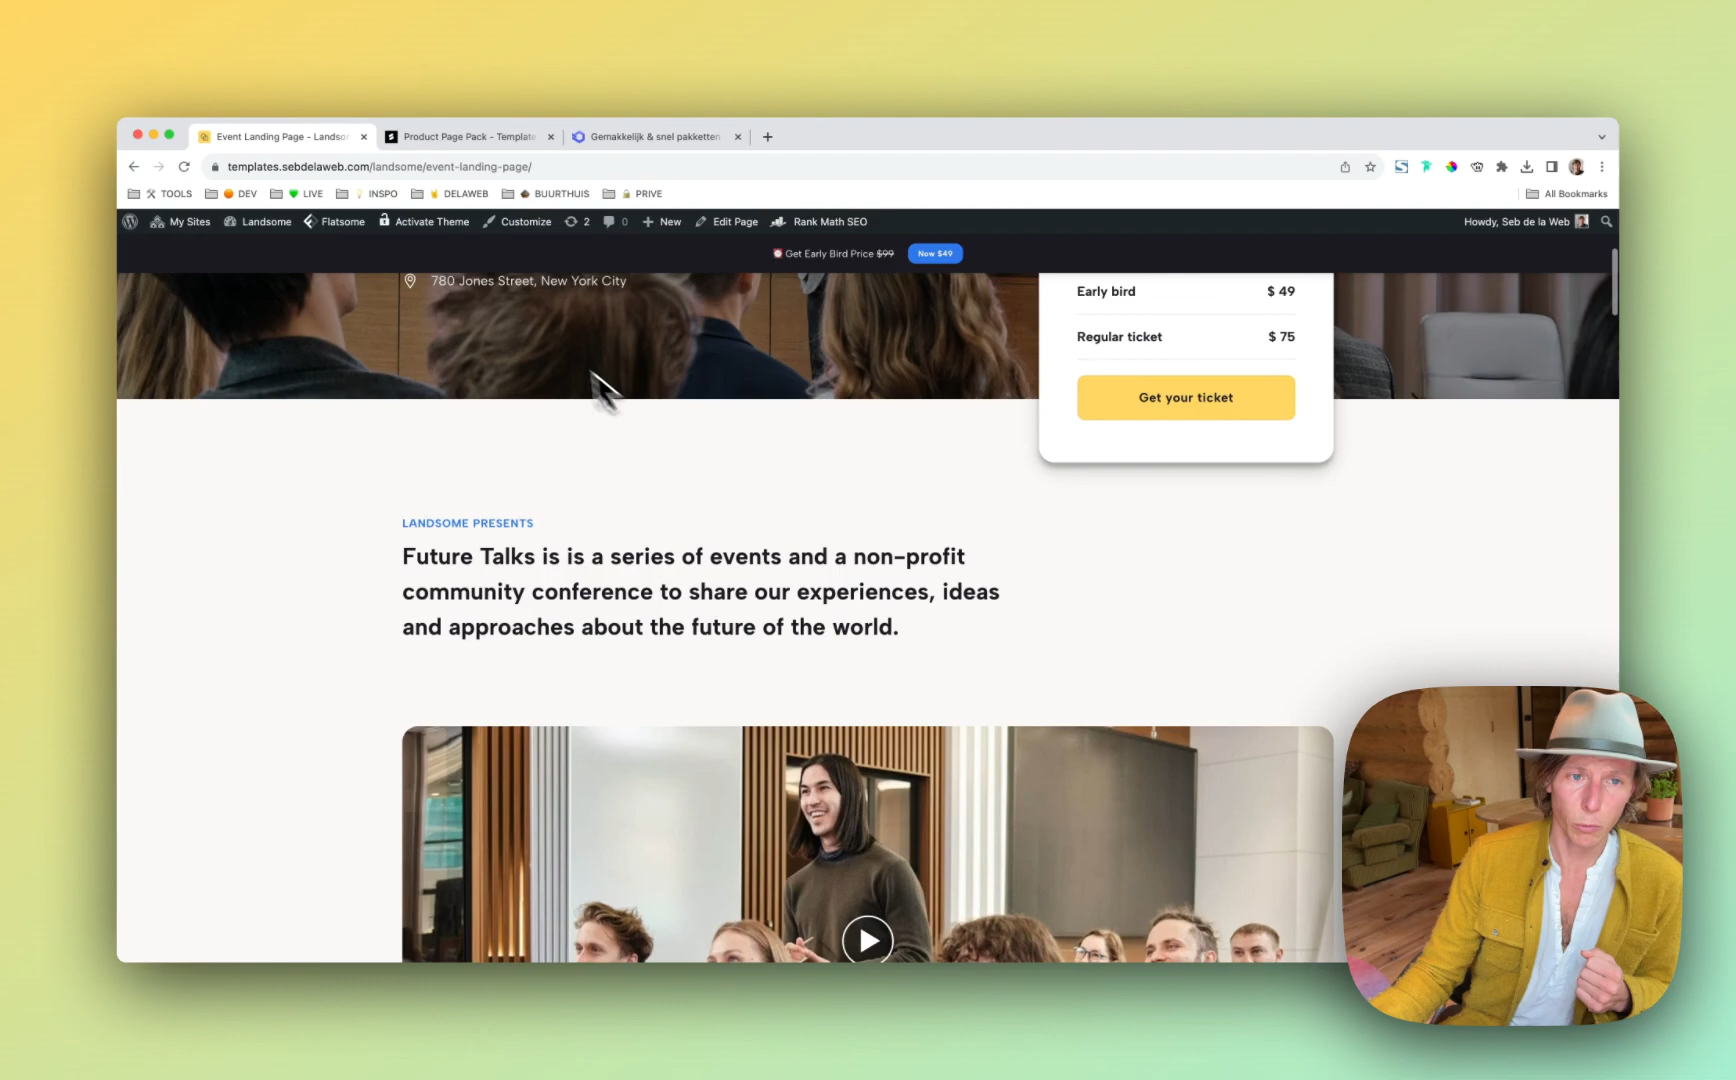 Event Landing Page - Landsor
Product Page Pack - Template
Gemakkelijk & snel pakketten
templates.sebdelaweb.com/landsome/event-landing-page/
TOOLS DEV LIVE INSPO DELAWEB BUURTHUIS PRIVE All Bookmarks
My Sites Landsome Flatsome Activate Theme Customize 2 0 New Edit Page Rank Math SEO Howdy, Seb de la Web
Get Early Bird Price $99 Now $49
780 Jones Street, New York City
Early bird $ 49
Regular ticket $ 75
Get your ticket
LANDSOME PRESENTS
Future Talks is is a series of events and a non-profit
community conference to share our experiences, ideas
and approaches about the future of the world.